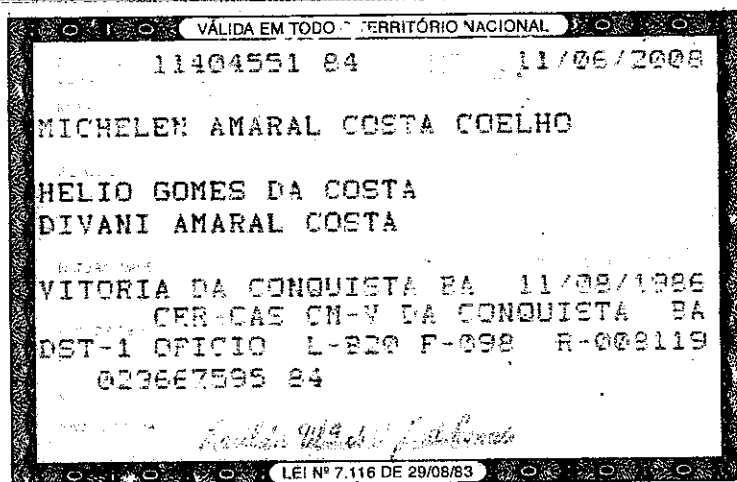 VÁLIDA EM TODO TERRITÓRIO NACIONAL
11404551 84 11/06/2008
MICHELEN AMARAL COSTA COELHO
HELIO GOMES DA COSTA
DIVANI AMARAL COSTA
VITORIA DA CONQUISTA BA 11/08/1986
CER-CAS CM-V DA CONQUISTA BA
DST-1 OFICIO L-B20 F-098 R-008119
023667595 84
LEI Nº 7.116 DE 29/08/83